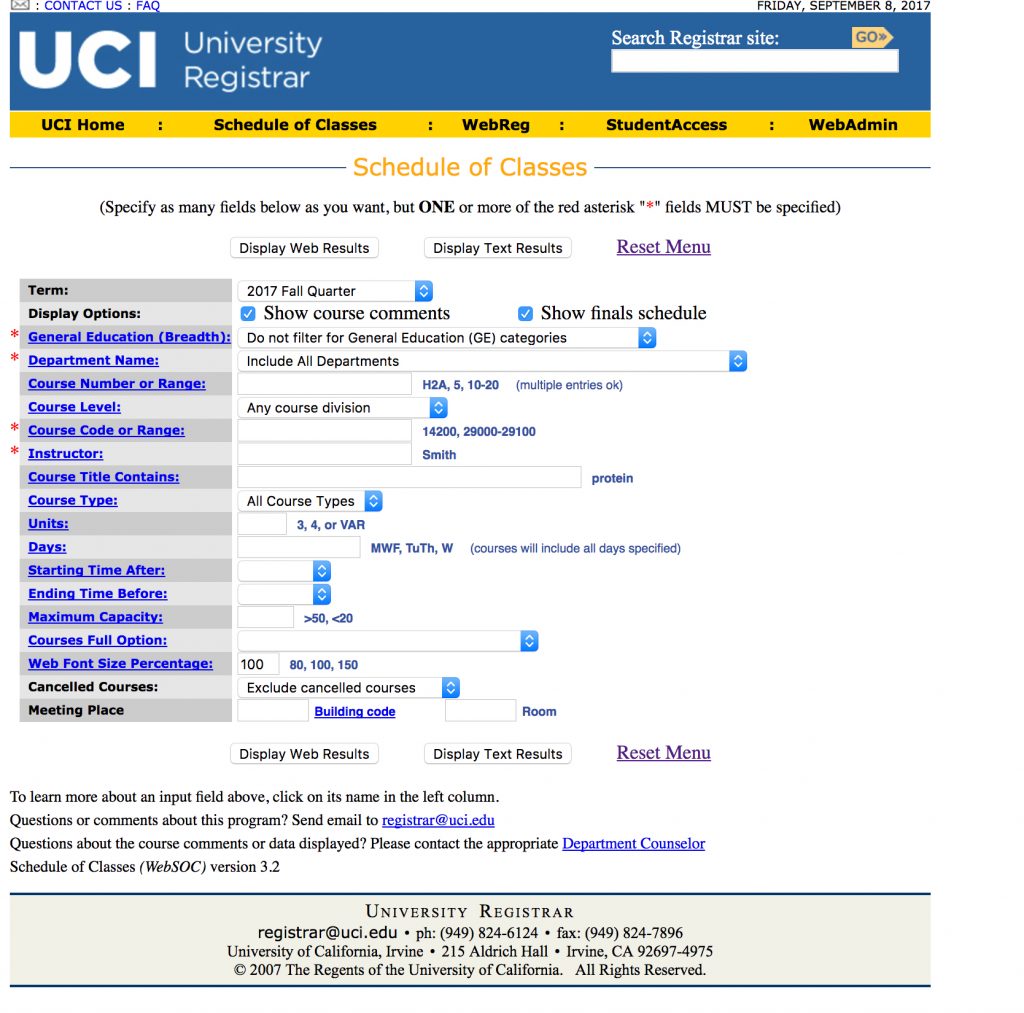 : CONTACT US : FAQ FRIDAY, SEPTEMBER 8, 2017
UCI University Registrar
Search Registrar site: GO»
UCI Home : Schedule of Classes : WebReg : StudentAccess : WebAdmin
Schedule of Classes
(Specify as many fields below as you want, but ONE or more of the red asterisk "*" fields MUST be specified)
Display Web Results Display Text Results Reset Menu
Term: 2017 Fall Quarter
Display Options: Show course comments Show finals schedule
* General Education (Breadth): Do not filter for General Education (GE) categories
* Department Name: Include All Departments
Course Number or Range: H2A, 5, 10-20 (multiple entries ok)
Course Level: Any course division
* Course Code or Range: 14200, 29000-29100
* Instructor: Smith
Course Title Contains: protein
Course Type: All Course Types
Units: 3, 4, or VAR
Days: MWF, TuTh, W (courses will include all days specified)
Starting Time After:
Ending Time Before:
Maximum Capacity: >50, <20
Courses Full Option:
Web Font Size Percentage: 100 80, 100, 150
Cancelled Courses: Exclude cancelled courses
Meeting Place Building code Room
Display Web Results Display Text Results Reset Menu
To learn more about an input field above, click on its name in the left column.
Questions or comments about this program? Send email to registrar@uci.edu
Questions about the course comments or data displayed? Please contact the appropriate Department Counselor
Schedule of Classes (WebSOC) version 3.2
University Registrar
registrar@uci.edu • ph: (949) 824-6124 • fax: (949) 824-7896
University of California, Irvine • 215 Aldrich Hall • Irvine, CA 92697-4975
© 2007 The Regents of the University of California. All Rights Reserved.